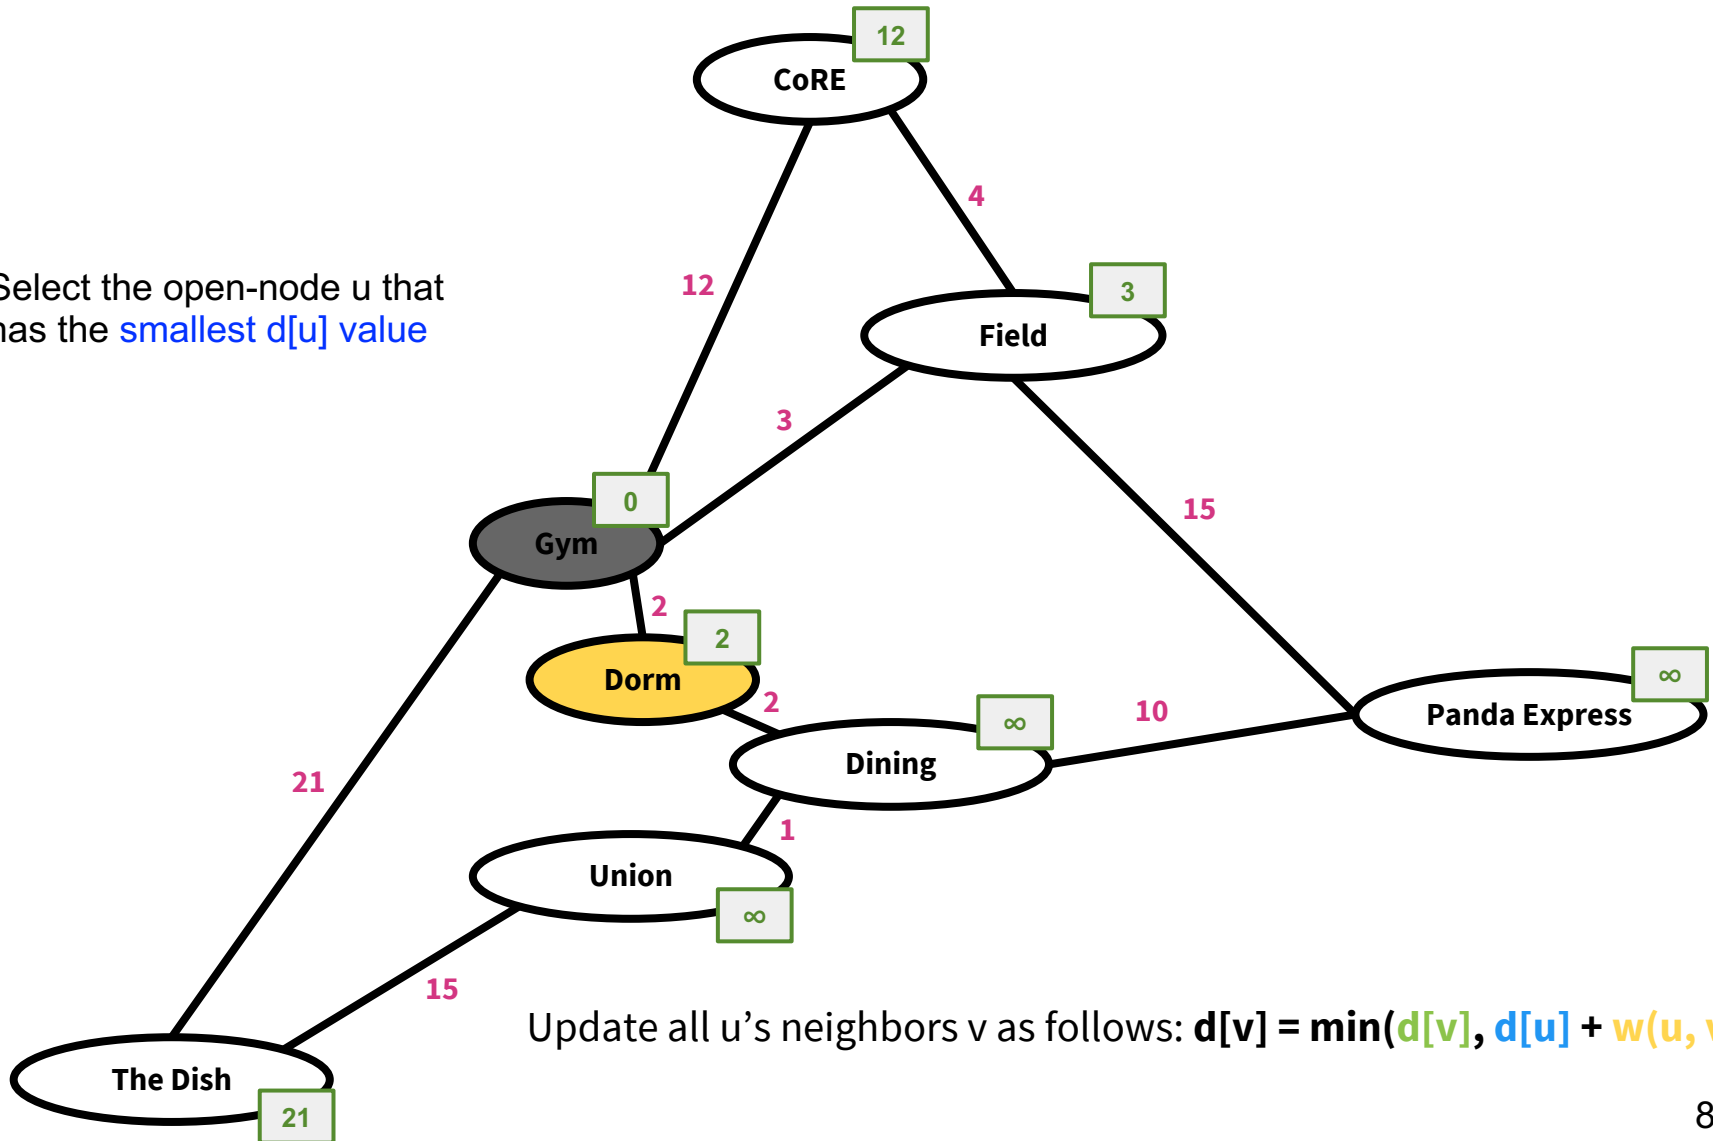 12
CoRE
4
Select the open-node u that
has the smallest d[u] value
12
3
Field
3
15
0
Gym
2
2
Dorm
2
∞
Dining
10
∞
Panda Express
21
1
Union
∞
15
Update all u's neighbors v as follows: d[v] = min(d[v], d[u] + w(u, v
The Dish
21
8